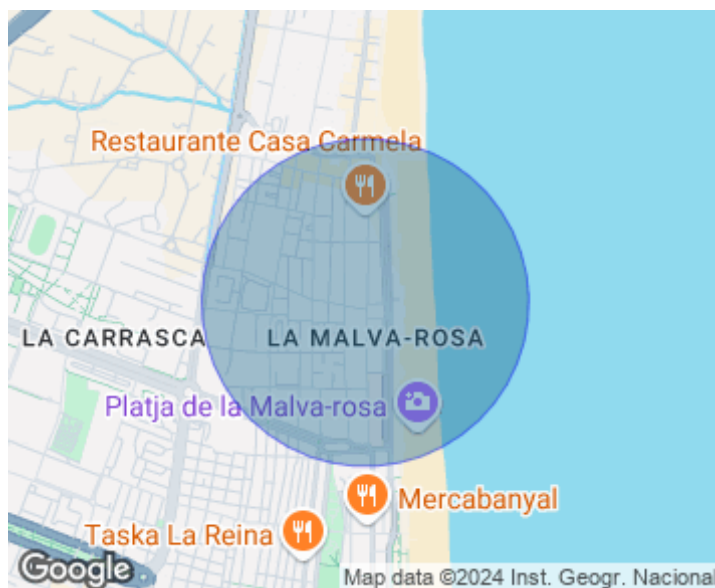 Restaurante Casa Carmela
LA CARRASCA
LA MALVA-ROSA
Platja de la Malva-rosa
Mercabanyal
Taska La Reina
Google
Map data ©2024 Inst. Geogr. Nacional